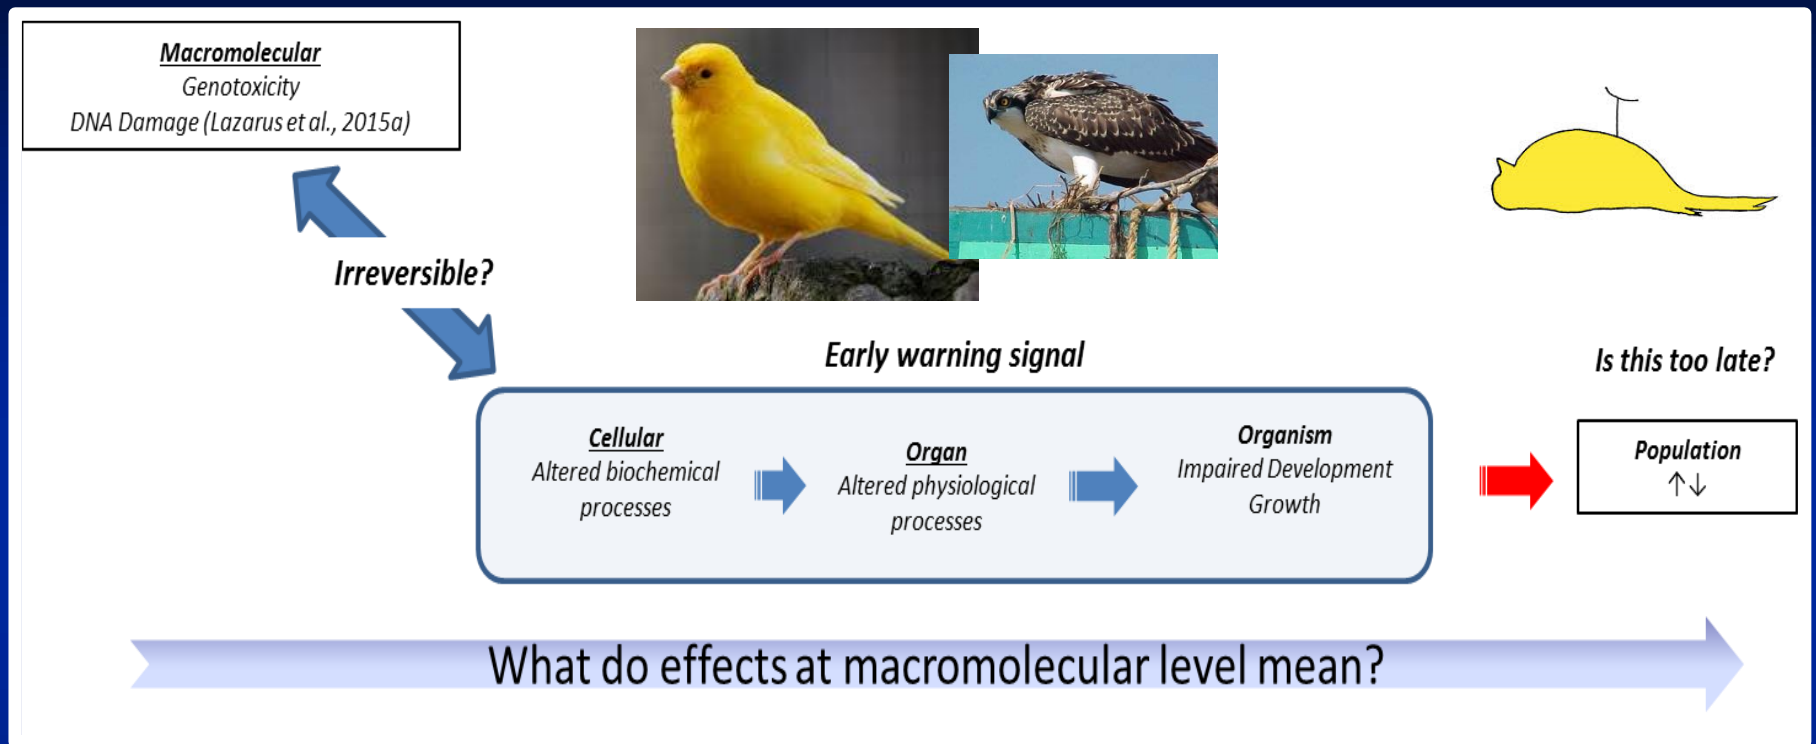 Macromolecular
Genotoxicity
DNA Damage (Lazarus et al., 2015a)
Irreversible?
Early warning signal
Is this too late?
Cellular
Altered biochemical
processes
Organ
Altered physiological
processes
Organism
Impaired Development
Growth
Population
↑↓
What do effects at macromolecular level mean?